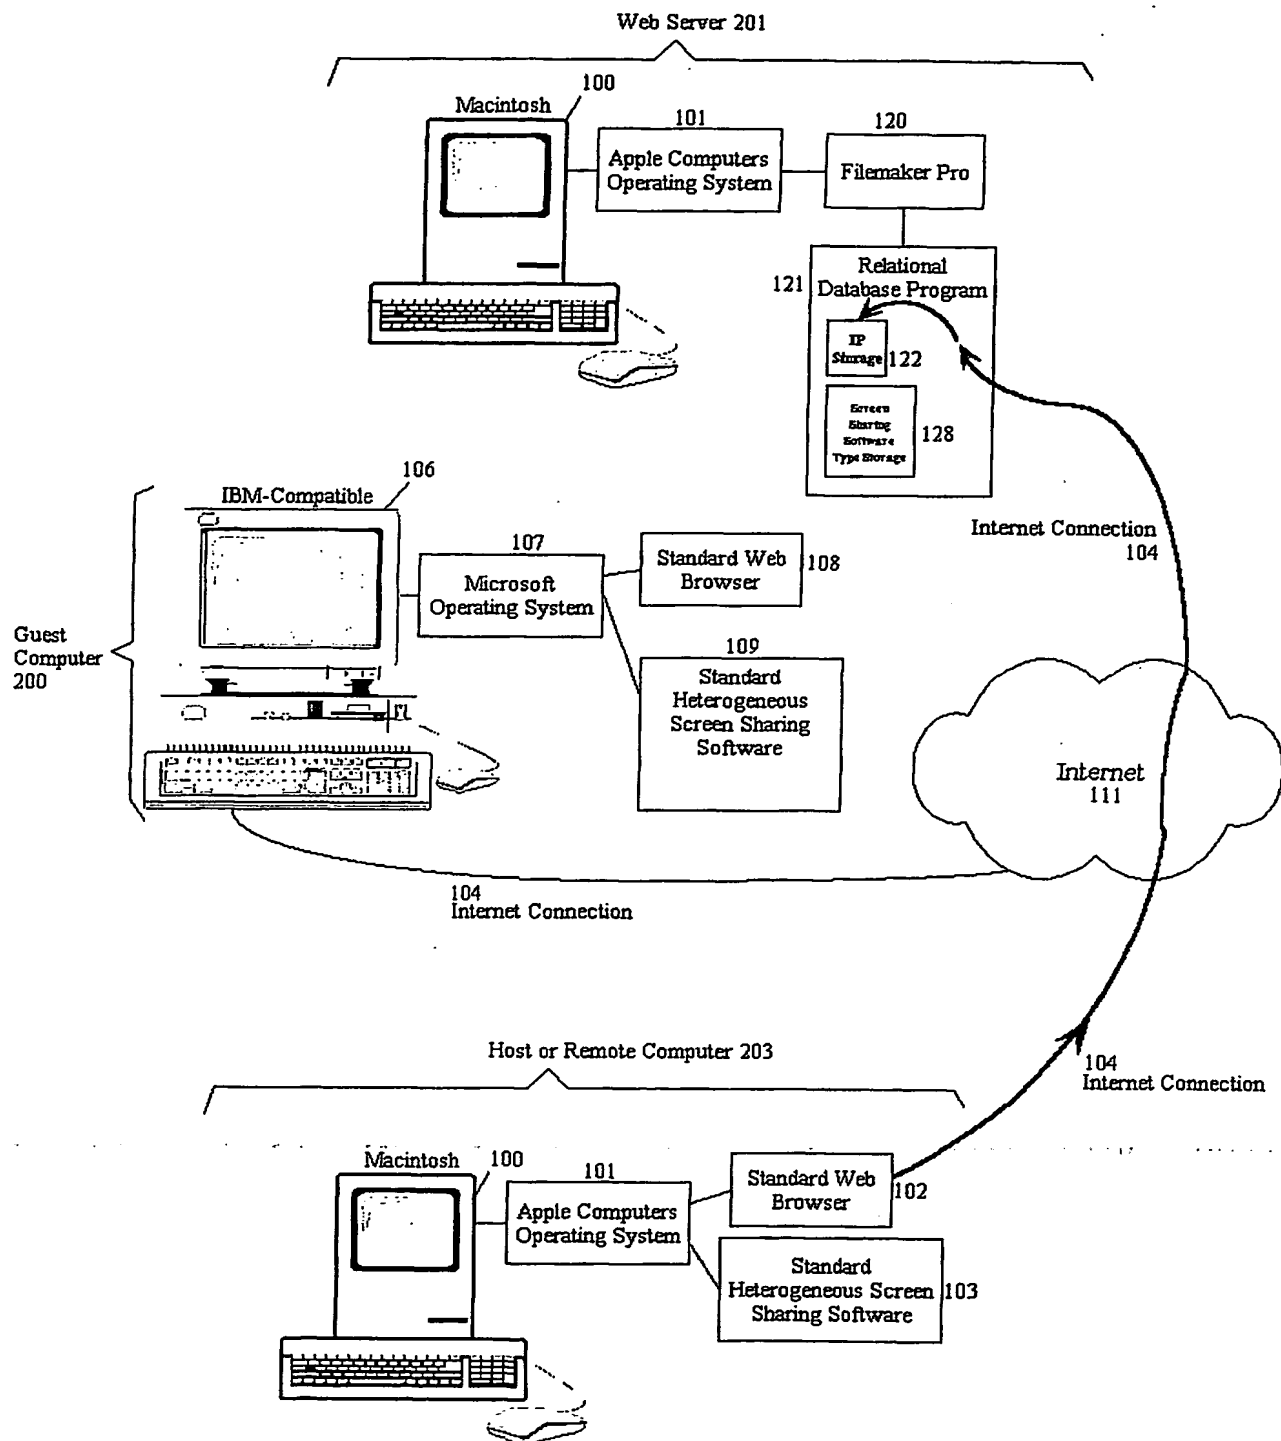 Web Server 201
100
Macintosh
101
Apple Computers
Operating System
120
Filemaker Pro
121
Relational
Database Program
IP
Storage
122
Screen
Sharing
Software
Type Storage
128
Internet Connection
104
106
IBM-Compatible
107
Microsoft
Operating System
Standard Web
Browser
108
109
Standard
Heterogeneous
Screen Sharing
Software
Guest
Computer
200
Internet
111
104
Internet Connection
Host or Remote Computer 203
104
Internet Connection
Macintosh
100
101
Apple Computers
Operating System
Standard Web
Browser
102
Standard
Heterogeneous Screen
Sharing Software
103